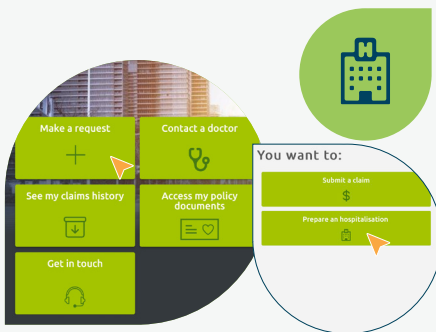 Make a request
Contact a doctor
See my claims history
Access my policy
documents
Get in touch
H
You want to:
Submit a claim
$
Prepare an hospitalisation